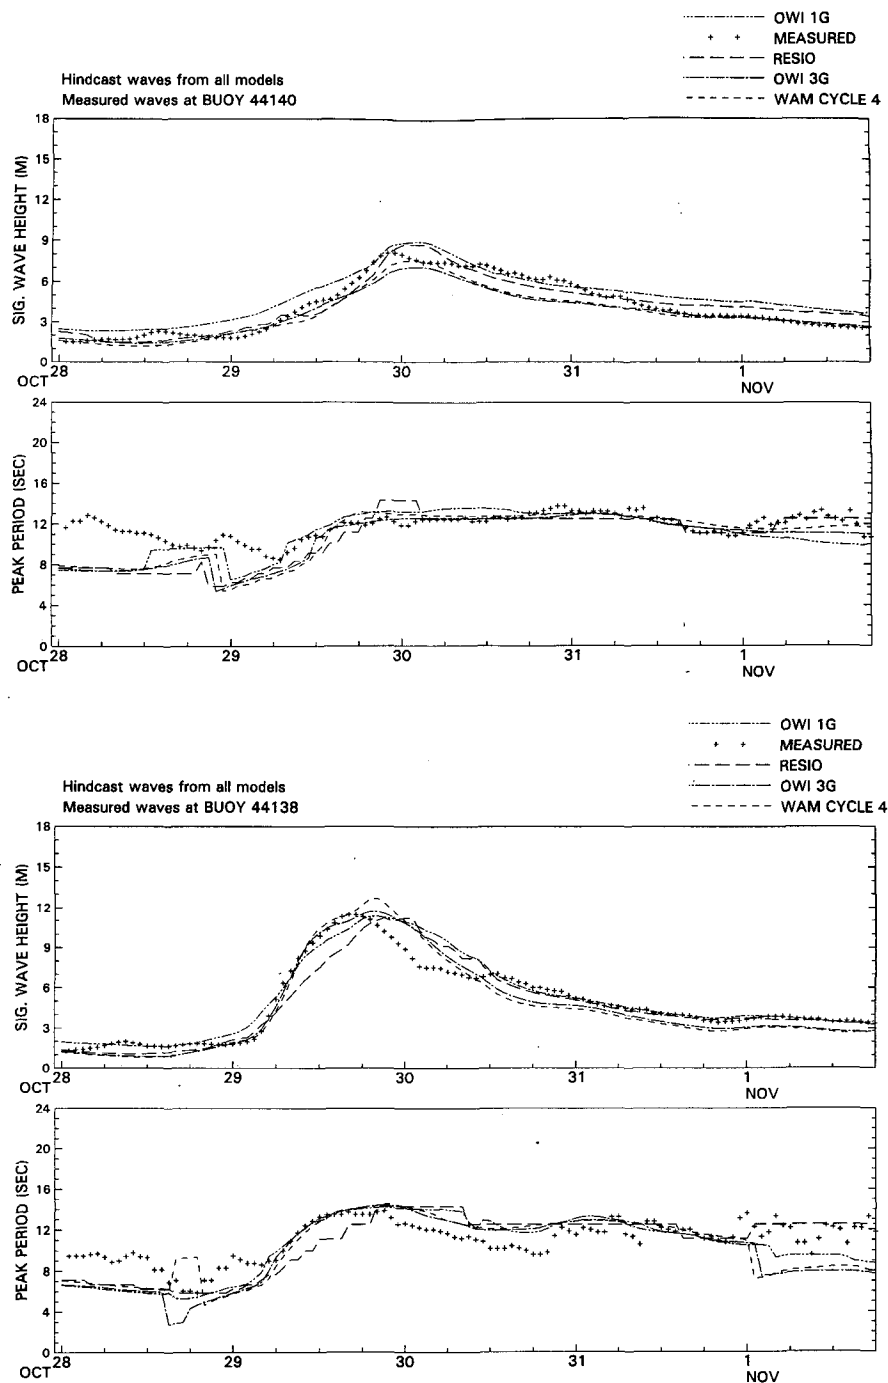 OWI 1G
MEASURED
RESIO
OWI 3G
WAM CYCLE 4
Hindcast waves from all models
Measured waves at BUOY 44140
SIG. WAVE HEIGHT (M)
18
15
12
9
6
3
0
28 29 30 31 1
OCT NOV
PEAK PERIOD (SEC)
24
20
16
12
8
4
0
28 29 30 31 1
OCT NOV
OWI 1G
MEASURED
RESIO
OWI 3G
WAM CYCLE 4
Hindcast waves from all models
Measured waves at BUOY 44138
SIG. WAVE HEIGHT (M)
18
15
12
9
6
3
0
28 29 30 31 1
OCT NOV
PEAK PERIOD (SEC)
24
20
16
12
8
4
0
28 29 30 31 1
OCT NOV